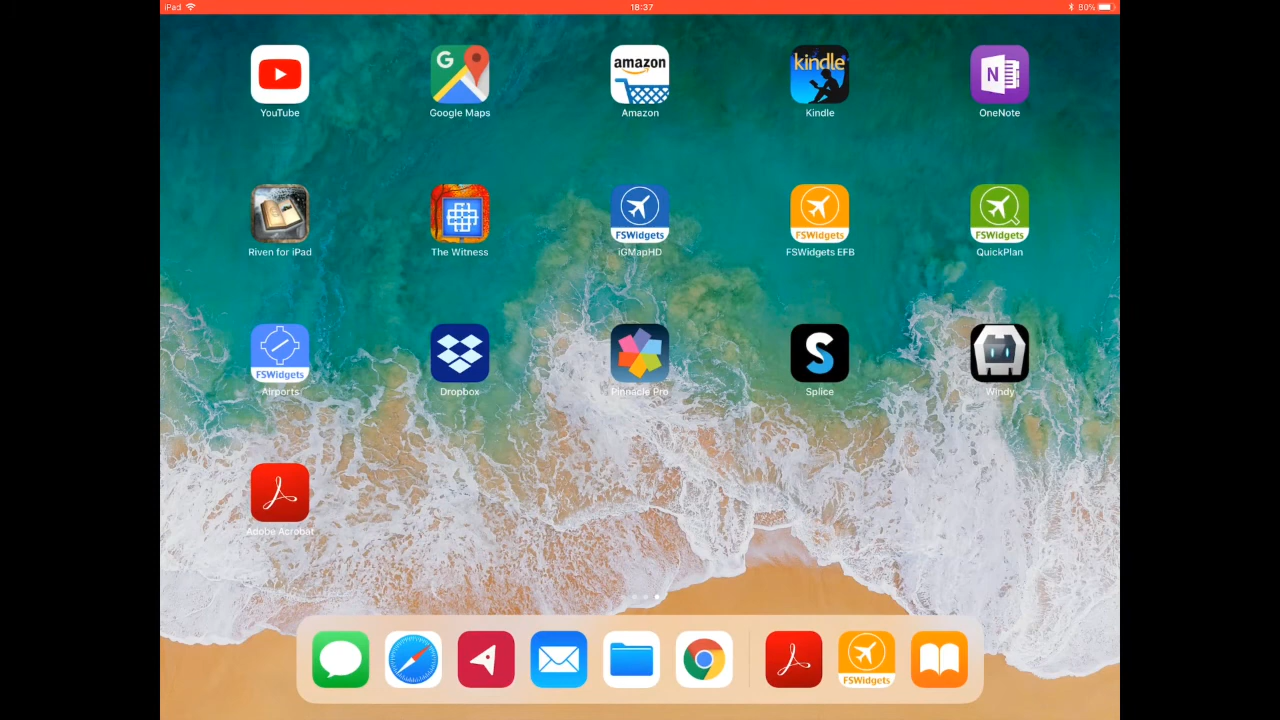 iPad
18:37
80%
G
amazon
kindle
N
YouTube
Google Maps
Amazon
Kindle
OneNote
FSWidgets
FSWidgets
FSWidgets
Riven for iPad
The Witness
iGMapHD
FSWidgets EFB
QuickPlan
FSWidgets
S
Airports
Dropbox
Pinnacle Pro
Splice
Windy
Adobe Acrobat
FSWidgets